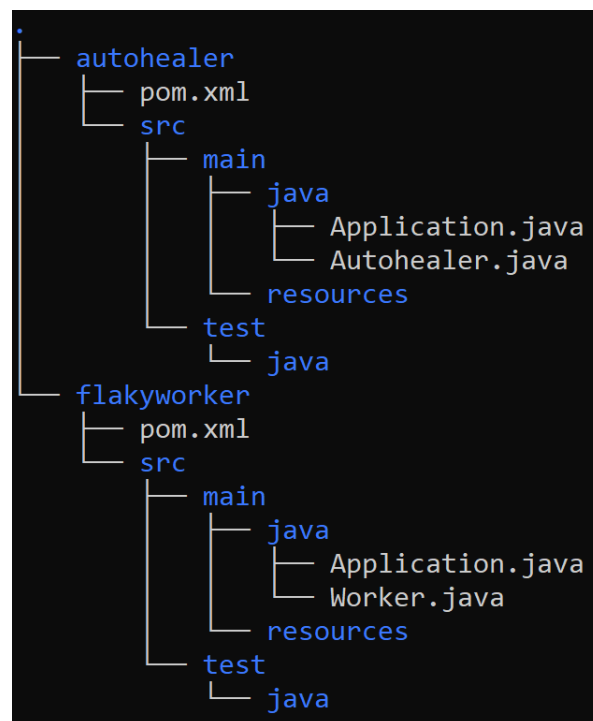 .
├── autohealer
│   ├── pom.xml
│   └── src
│       ├── main
│       │   ├── java
│       │   │   ├── Application.java
│       │   │   └── Autohealer.java
│       │   └── resources
│       └── test
│           └── java
└── flakyworker
    ├── pom.xml
    └── src
        ├── main
        │   ├── java
        │   │   ├── Application.java
        │   │   └── Worker.java
        │   └── resources
        └── test
            └── java